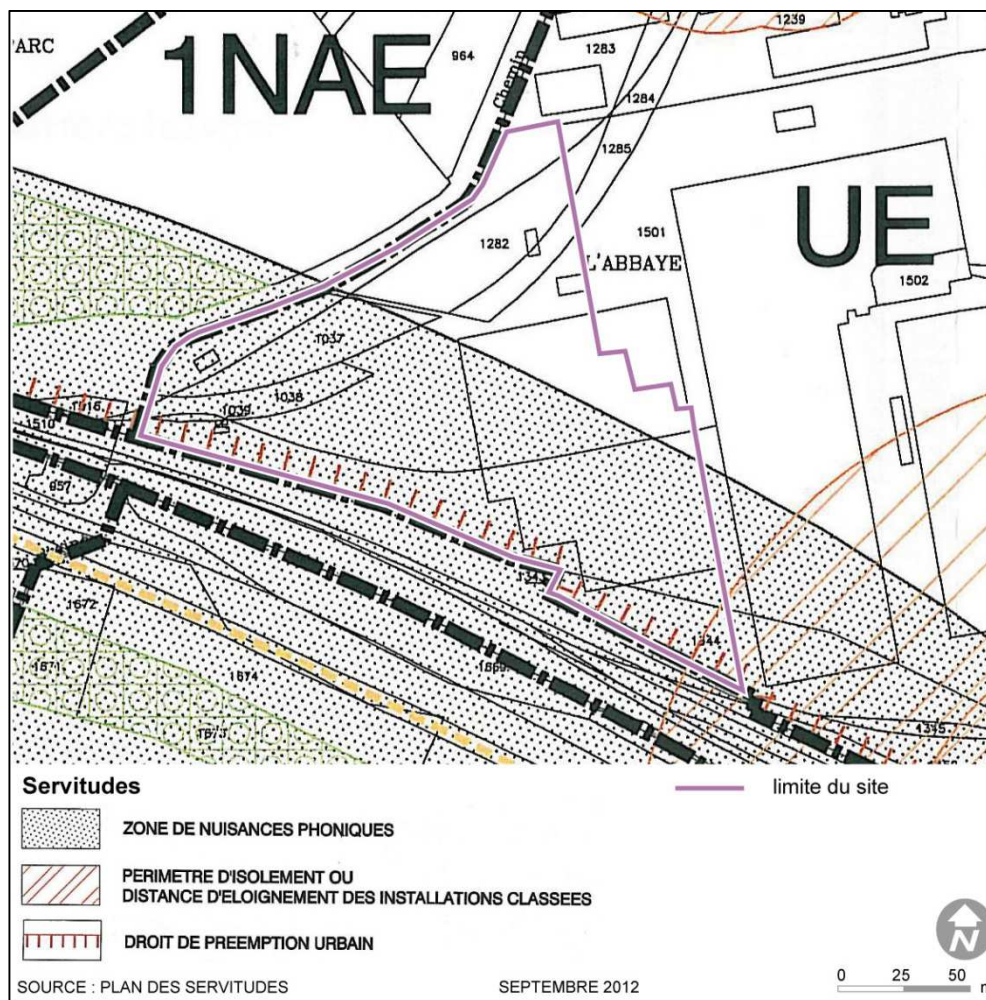 1239
'ARC
1283
964
1NAE
Chemin
1284
1285
UE
1501
1282
L'ABBAYE
1502
1037
1038
1039
1510
957
1344
1672
1671
1674
1673
1345
Servitudes
limite du site
ZONE DE NUISANCES PHONIQUES
PERIMETRE D'ISOLEMENT OU
DISTANCE D'ELOIGNEMENT DES INSTALLATIONS CLASSEES
DROIT DE PREEMPTION URBAIN
N
SOURCE : PLAN DES SERVITUDES
SEPTEMBRE 2012
0 25 50 m